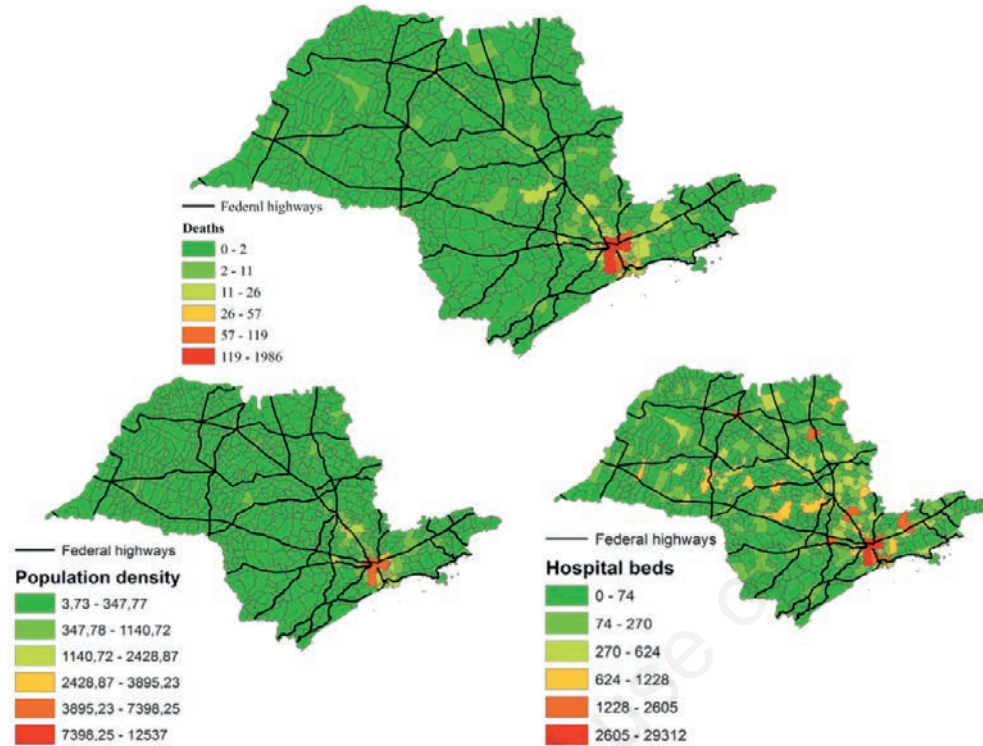 Federal highways
Deaths
0 - 2
2 - 11
11 - 26
26 - 57
57 - 119
119 - 1986
Federal highways
Population density
3,73 - 347,77
347,78 - 1140,72
1140,72 - 2428,87
2428,87 - 3895,23
3895,23 - 7398,25
7398,25 - 12537
Federal highways
Hospital beds
0 - 74
74 - 270
270 - 624
624 - 1228
1228 - 2605
2605 - 29312
use